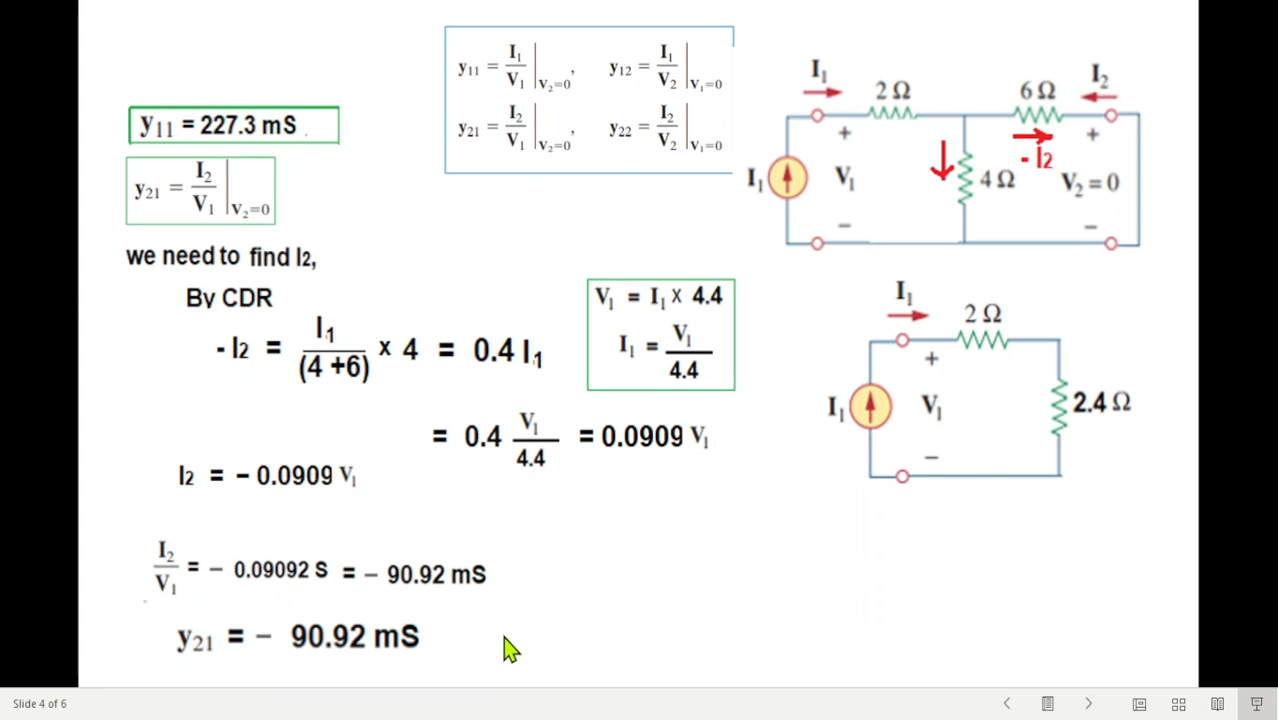 y11 = I1/V1 |V2=0, y12 = I1/V2 |V1=0
y21 = I2/V1 |V2=0, y22 = I2/V2 |V1=0
y11 = 227.3 mS
y21 = I2/V1 |V2=0
we need to find I2,
By CDR
- I2 = I1/(4 +6) x 4 = 0.4 I1
= 0.4 V1/4.4 = 0.0909 V1
I2 = – 0.0909 V1
I2/V1 = – 0.09092 S = – 90.92 mS
y21 = – 90.92 mS
V1 = I1 x 4.4
I1 = V1/4.4
I1
2 Ω
6 Ω
I2
+
+
- I2
I1
V1
4 Ω
V2 = 0
–
–
I1
2 Ω
+
I1
V1
2.4 Ω
–
Slide 4 of 6